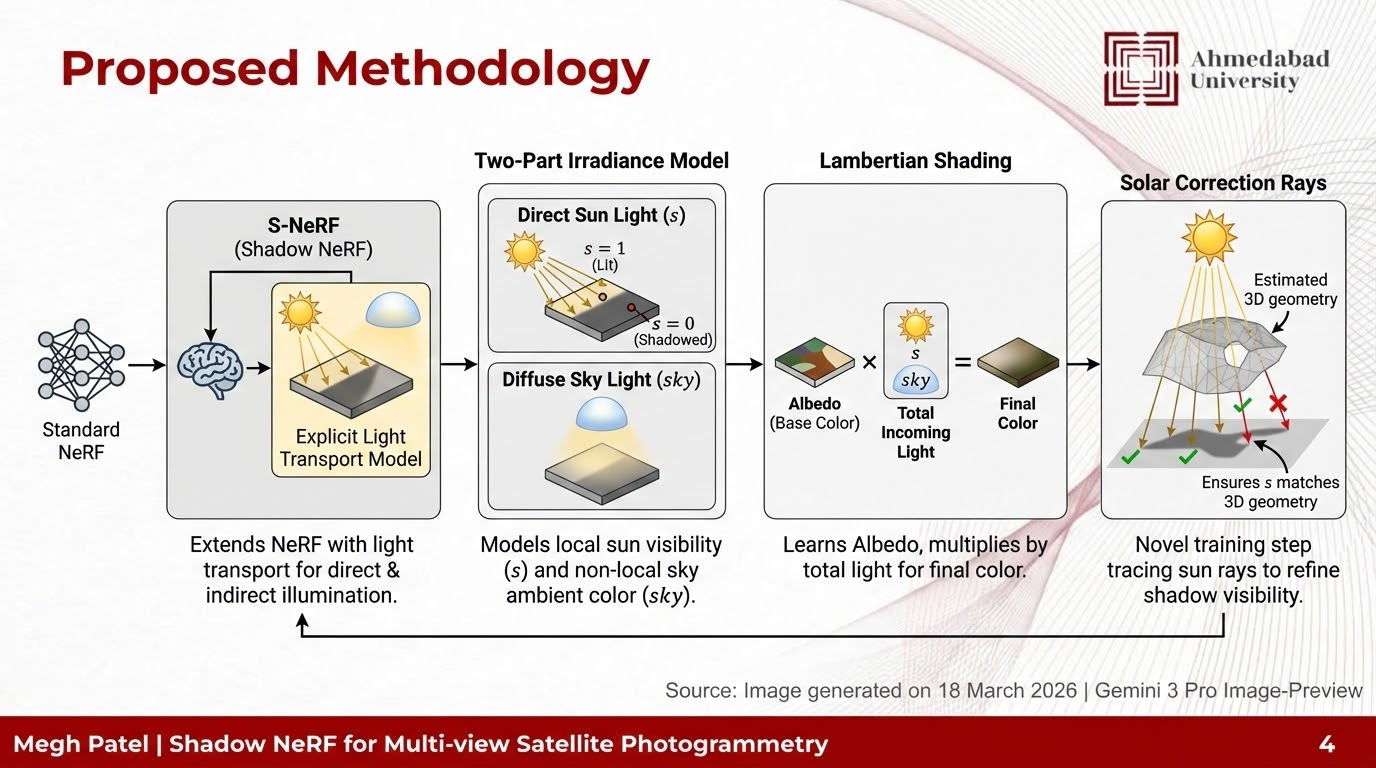 Proposed Methodology
Ahmedabad
University
Standard
NeRF
S-NeRF
(Shadow NeRF)
Explicit Light
Transport Model
Extends NeRF with light
transport for direct &
indirect illumination.
Two-Part Irradiance Model
Direct Sun Light (s)
s = 1
(Lit)
s = 0
(Shadowed)
Diffuse Sky Light (sky)
Models local sun visibility
(s) and non-local sky
ambient color (sky).
Lambertian Shading
Albedo
(Base Color)
×
s
sky
Total
Incoming
Light
=
Final
Color
Learns Albedo, multiplies by
total light for final color.
Solar Correction Rays
Estimated
3D geometry
Ensures s matches
3D geometry
Novel training step
tracing sun rays to refine
shadow visibility.
Source: Image generated on 18 March 2026 | Gemini 3 Pro Image-Preview
Megh Patel | Shadow NeRF for Multi-view Satellite Photogrammetry
4